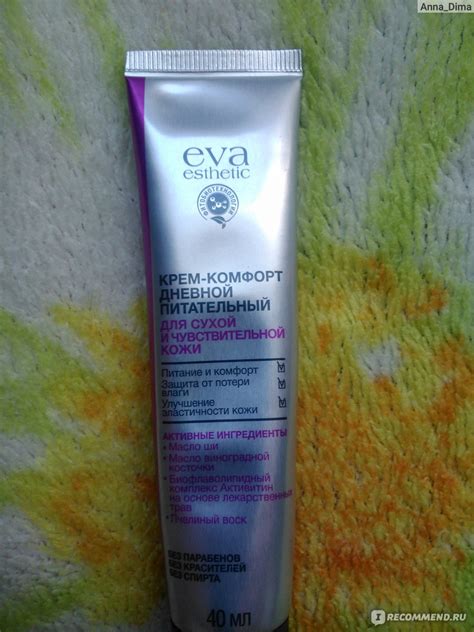 Anna_Dima
eva
esthetic
ФИТОБИОТЕХНОЛОГИИ
КРЕМ-КОМФОРТ
ДНЕВНОЙ
ПИТАТЕЛЬНЫЙ
ДЛЯ СУХОЙ
И ЧУВСТВИТЕЛЬНОЙ
КОЖИ
Питание и комфорт
Защита от потери
влаги
Улучшение
эластичности кожи
АКТИВНЫЕ ИНГРЕДИЕНТЫ:
• Масло ши
• Масло виноградной
косточки
• Биофлаволипидный
комплекс Активитин
на основе лекарственных
трав
• Пчелиный воск
БЕЗ ПАРАБЕНОВ
БЕЗ КРАСИТЕЛЕЙ
БЕЗ СПИРТА
40 МЛ
I RECOMMEND.RU